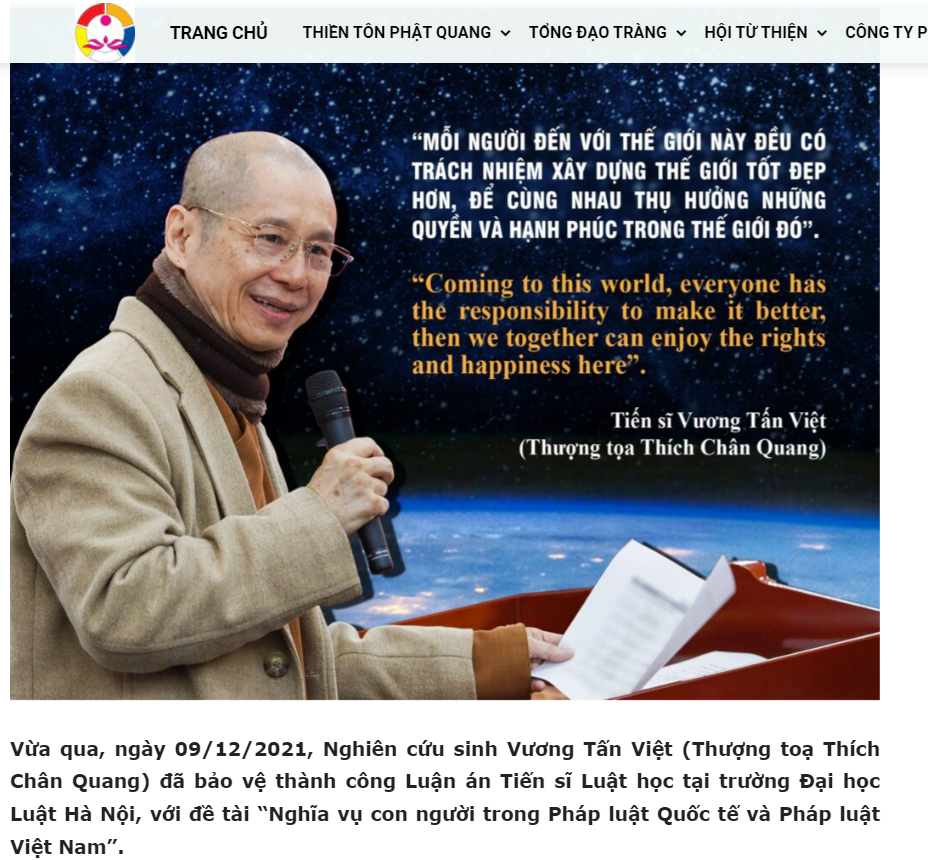 TRANG CHỦ THIỀN TÔN PHẬT QUANG TỔNG ĐẠO TRÀNG HỘI TỪ THIỆN CÔNG TY P
“MỖI NGƯỜI ĐẾN VỚI THẾ GIỚI NÀY ĐỀU CÓ
TRÁCH NHIỆM XÂY DỰNG THẾ GIỚI TỐT ĐẸP
HƠN, ĐỂ CÙNG NHAU THỤ HƯỞNG NHỮNG
QUYỀN VÀ HẠNH PHÚC TRONG THẾ GIỚI ĐÓ”.
“Coming to this world, everyone has
the responsibility to make it better,
then we together can enjoy the rights
and happiness here”.
Tiến sĩ Vương Tấn Việt
(Thượng tọa Thích Chân Quang)
Vừa qua, ngày 09/12/2021, Nghiên cứu sinh Vương Tấn Việt (Thượng toạ Thích
Chân Quang) đã bảo vệ thành công Luận án Tiến sĩ Luật học tại trường Đại học
Luật Hà Nội, với đề tài “Nghĩa vụ con người trong Pháp luật Quốc tế và Pháp luật
Việt Nam”.